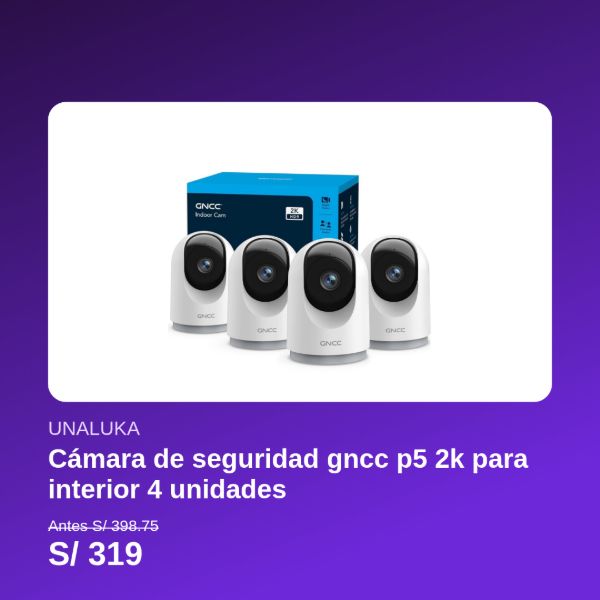 GNCC
Indoor Cam
2K
GNCC
GNCC
GNCC
GNCC
UNALUKA
Cámara de seguridad gncc p5 2k para
interior 4 unidades
Antes S/ 398.75
S/ 319